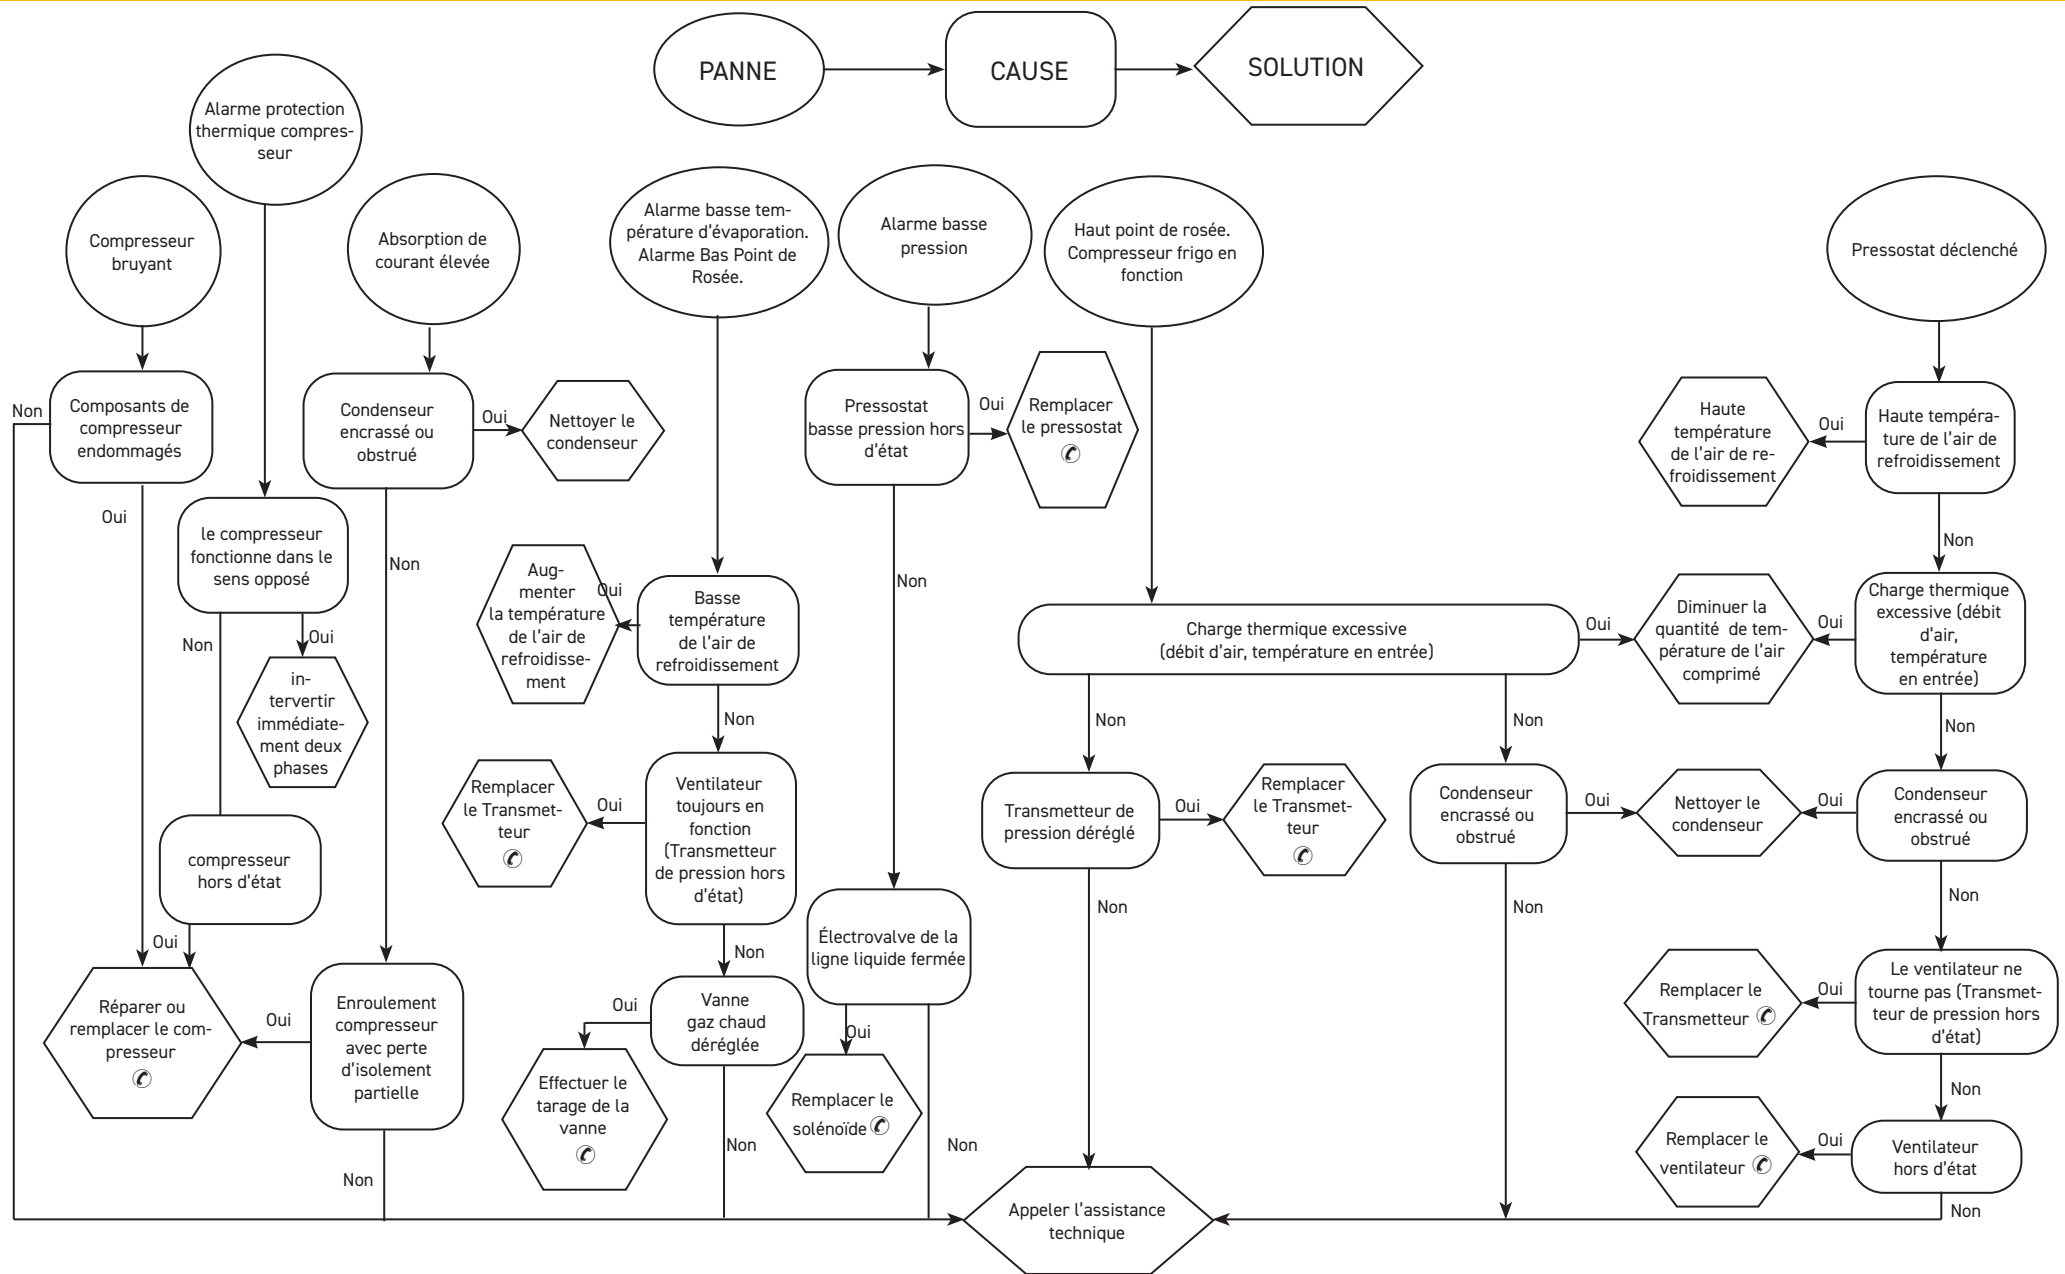 PANNE
CAUSE
SOLUTION
Alarme protection
thermique compres-
seur
Compresseur
bruyant
Absorption de
courant élevée
Alarme basse tem-
pérature d'évaporation.
Alarme Bas Point de
Rosée.
Alarme basse
pression
Haut point de rosée.
Compresseur frigo en
fonction
Pressostat déclenché
Non
Composants de
compresseur
endommagés
Oui
Condenseur
encrassé ou
obstrué
Oui
Nettoyer le
condenseur
Non
Pressostat
basse pression hors
d'état
Oui
Remplacer
le pressostat
✆
Non
Haute
température
de l'air de re-
froidissement
Oui
Haute tempéra-
ture de l'air de
refroidissement
Non
le compresseur
fonctionne dans le
sens opposé
Non
Oui
in-
tervertir
immédiate-
ment deux
phases
Aug-
menter
la température
de l'air de
refroidisse-
ment
Oui
Basse
température
de l'air de
refroidissement
Non
Charge thermique excessive
(débit d'air, température en entrée)
Oui
Diminuer la
quantité de tem-
pérature de l'air
comprimé
Oui
Charge thermique
excessive (débit
d'air,
température
en entrée)
Non
Non
Non
Remplacer
le Transmet-
teur
✆
Oui
Ventilateur
toujours en
fonction
(Transmetteur
de pression hors
d'état)
Non
Transmetteur de
pression déréglé
Oui
Remplacer
le Transmet-
teur
✆
Non
Condenseur
encrassé ou
obstrué
Oui
Nettoyer le
condenseur
Oui
Condenseur
encrassé ou
obstrué
Non
Non
compresseur
hors d'état
Oui
Réparer ou
remplacer le com-
presseur
✆
Oui
Enroulement
compresseur
avec perte
d'isolement
partielle
Non
Oui
Vanne
gaz chaud
déréglée
Effectuer le
tarage de la
vanne
✆
Non
Électrovalve de la
ligne liquide fermée
Oui
Remplacer le
solénoïde ✆
Non
Remplacer le
Transmetteur ✆
Oui
Le ventilateur ne
tourne pas (Transmet-
teur de pression hors
d'état)
Non
Remplacer le
ventilateur ✆
Oui
Ventilateur
hors d'état
Non
Appeler l'assistance
technique